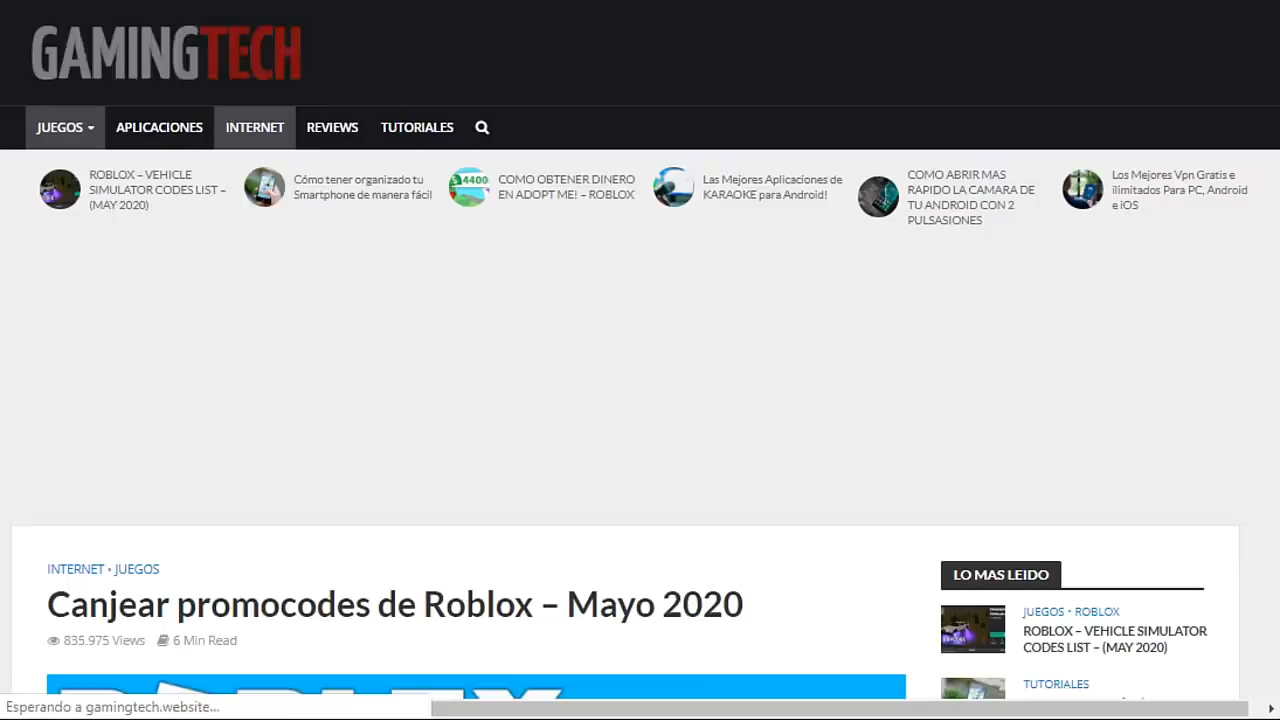 GAMINGTECH
JUEGOS
APLICACIONES
INTERNET
REVIEWS
TUTORIALES
ROBLOX – VEHICLE
SIMULATOR CODES LIST –
(MAY 2020)
Cómo tener organizado tu
Smartphone de manera fácil
4400
COMO OBTENER DINERO
EN ADOPT ME! – ROBLOX
Las Mejores Aplicaciones de
KARAOKE para Android!
COMO ABRIR MAS
RAPIDO LA CAMARA DE
TU ANDROID CON 2
PULSASIONES
Los Mejores Vpn Gratis e
ilimitados Para PC, Android
e iOS
INTERNET • JUEGOS
Canjear promocodes de Roblox – Mayo 2020
835.975 Views
6 Min Read
LO MAS LEIDO
JUEGOS • ROBLOX
ROBLOX – VEHICLE SIMULATOR
CODES LIST – (MAY 2020)
TUTORIALES
Esperando a gamingtech.website...